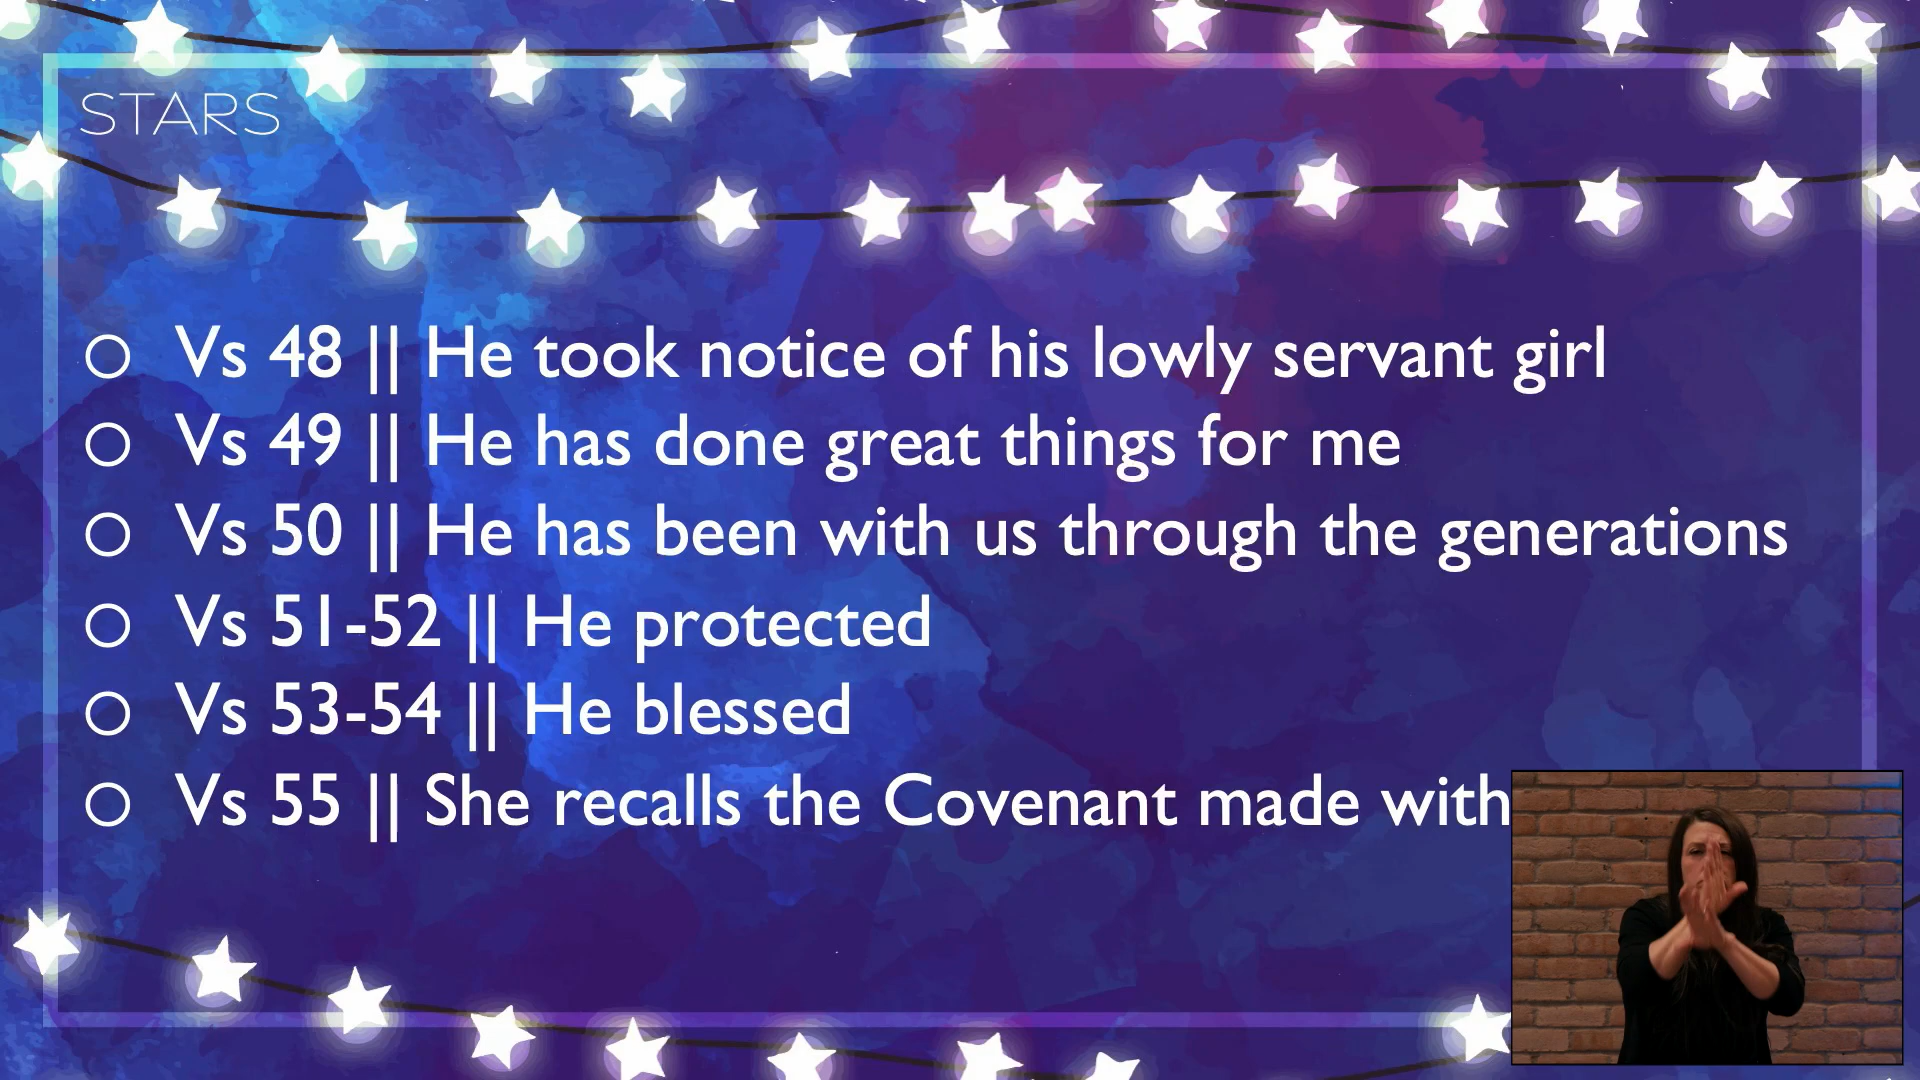 STARS
Vs 48 || He took notice of his lowly servant girl
Vs 49 || He has done great things for me
Vs 50 || He has been with us through the generations
Vs 51-52 || He protected
Vs 53-54 || He blessed
Vs 55 || She recalls the Covenant made with